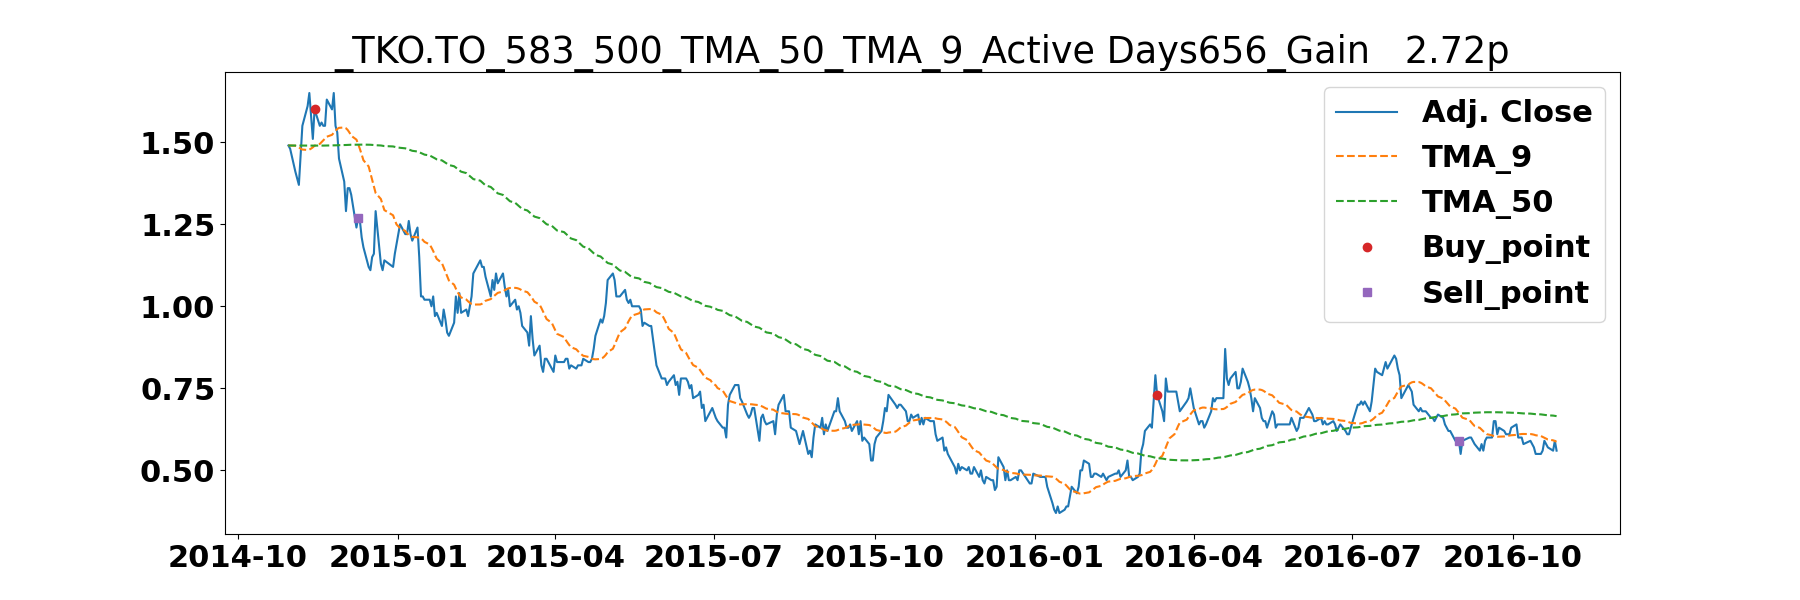 _TKO.TO_583_500_TMA_50_TMA_9_Active Days656_Gain   2.72p
Adj. Close
TMA_9
TMA_50
Buy_point
Sell_point
1.50
1.25
1.00
0.75
0.50
2014-10 2015-01 2015-04 2015-07 2015-10 2016-01 2016-04 2016-07 2016-10